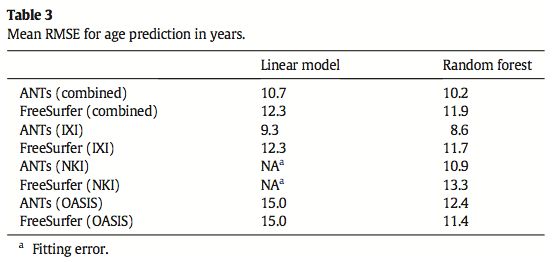 Table 3
Mean RMSE for age prediction in years.
Linear model Random forest
ANTs (combined) 10.7 10.2
FreeSurfer (combined) 12.3 11.9
ANTs (IXI) 9.3 8.6
FreeSurfer (IXI) 12.3 11.7
ANTs (NKI) NAa 10.9
FreeSurfer (NKI) NAa 13.3
ANTs (OASIS) 15.0 12.4
FreeSurfer (OASIS) 15.0 11.4
a Fitting error.